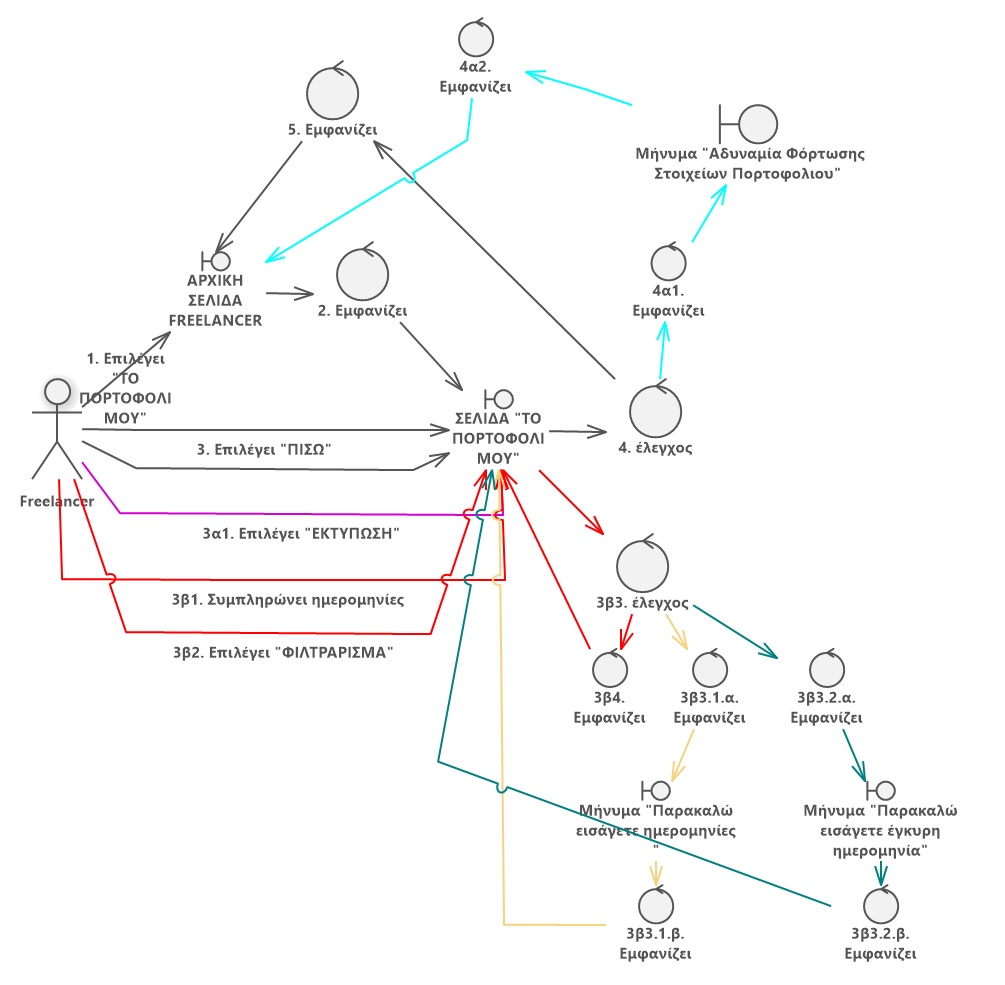 4α2.
Εμφανίζει
5. Εμφανίζει
Μήνυμα "Αδυναμία Φόρτωσης
Στοιχείων Πορτοφολιου"
ΑΡΧΙΚΗ
ΣΕΛΙΔΑ
FREELANCER
2. Εμφανίζει
4α1.
Εμφανίζει
1. Επιλέγει
"ΤΟ
ΠΟΡΤΟΦΟΛΙ
ΜΟΥ"
ΣΕΛΙΔΑ "ΤΟ
ΠΟΡΤΟΦΟΛΙ
ΜΟΥ"
4. έλεγχος
3. Επιλέγει "ΠΙΣΩ"
Freelancer
3α1. Επιλέγει "ΕΚΤΥΠΩΣΗ"
3β1. Συμπληρώνει ημερομηνίες
3β3. έλεγχος
3β2. Επιλέγει "ΦΙΛΤΡΑΡΙΣΜΑ"
3β4.
Εμφανίζει
3β3.1.α.
Εμφανίζει
3β3.2.α.
Εμφανίζει
Μήνυμα "Παρακαλώ
εισάγετε ημερομηνίες
"
Μήνυμα "Παρακαλώ
εισάγετε έγκυρη
ημερομηνία"
3β3.1.β.
Εμφανίζει
3β3.2.β.
Εμφανίζει